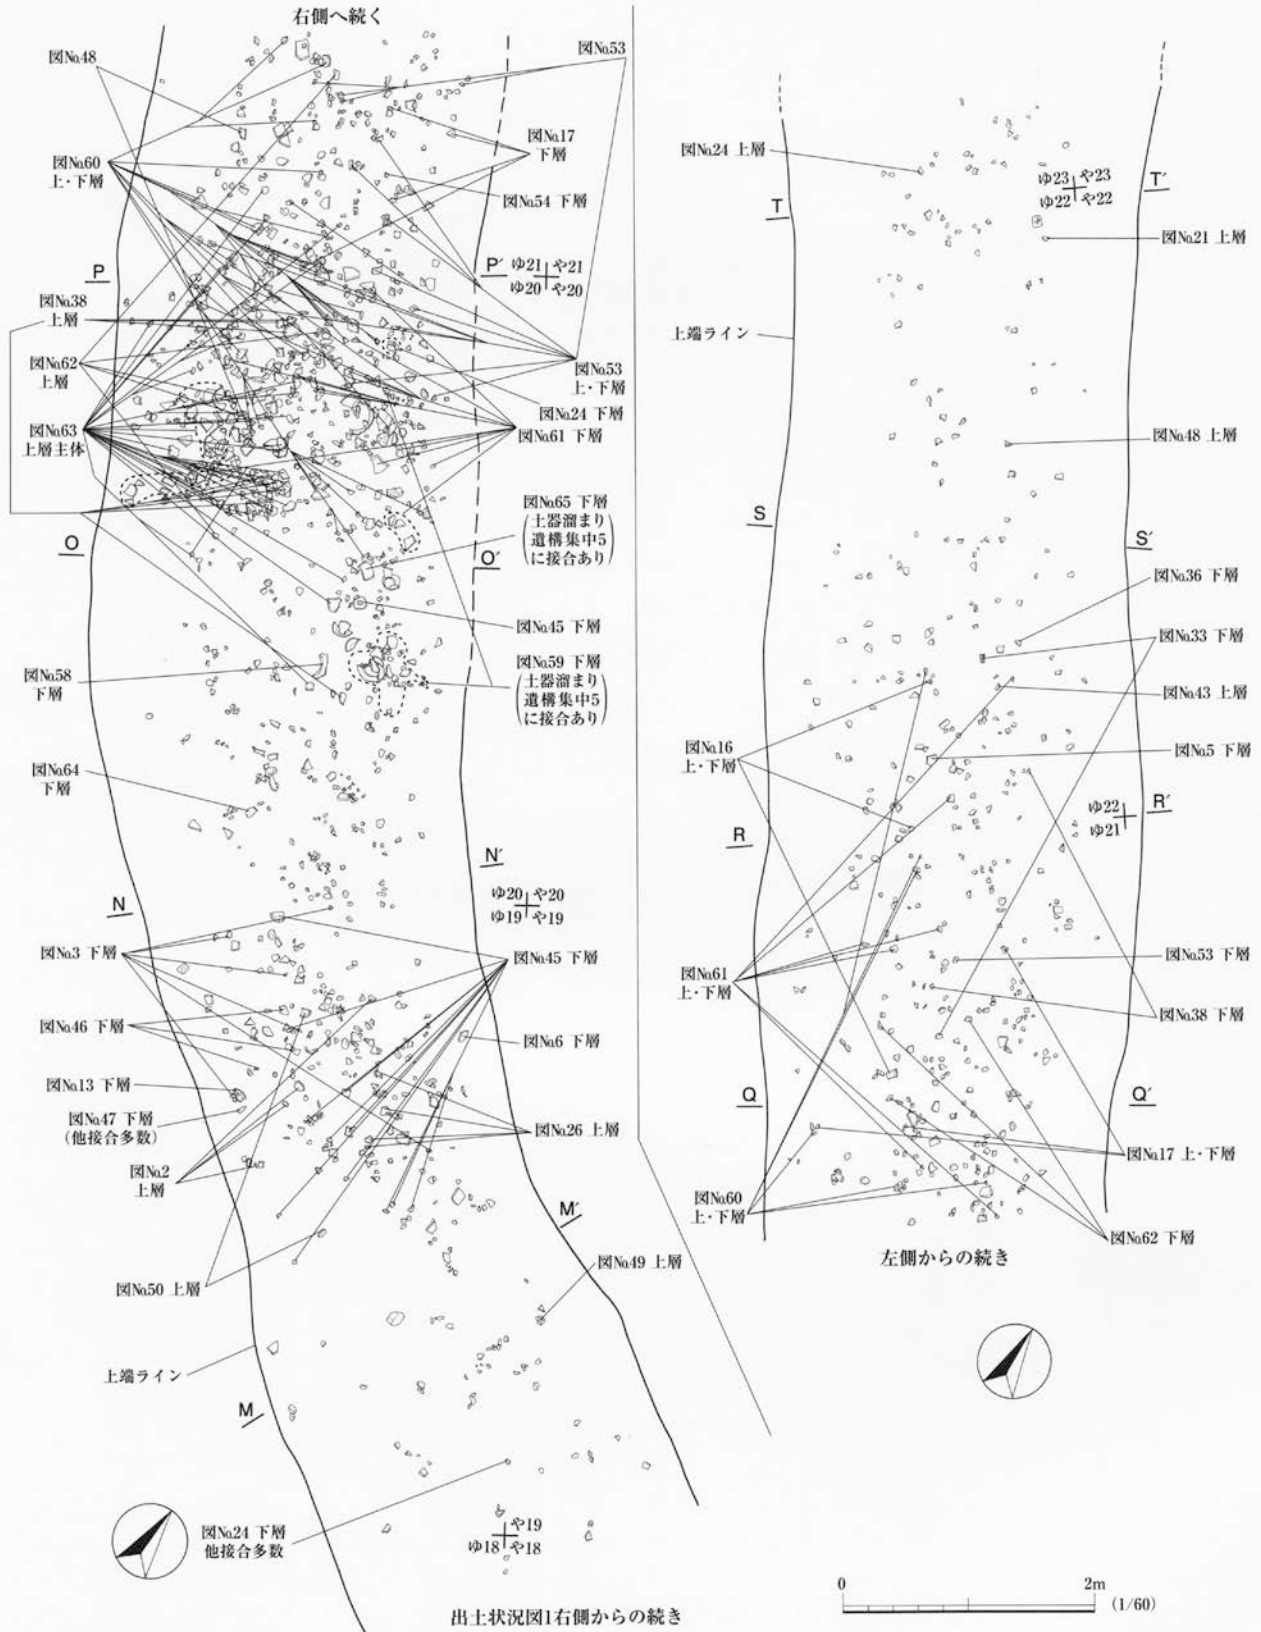 右側へ続く
図No.48
図No.53
図No.17
下層
図No.60
上・下層
図No.54 下層
P
P′
ゆ21 や21
ゆ20 や20
図No.38
上層
図No.62
上層
図No.53
上・下層
図No.24 下層
図No.63
上層主体
図No.61 下層
図No.65 下層
(土器溜まり
遺構集中5
に接合あり)
O
O′
図No.45 下層
図No.58
下層
図No.59 下層
(土器溜まり
遺構集中5
に接合あり)
図No.64
下層
N′
N
ゆ20 や20
ゆ19 や19
図No.3 下層
図No.45 下層
図No.46 下層
図No.6 下層
図No.13 下層
図No.47 下層
(他接合多数)
図No.26 上層
図No.2
上層
M′
図No.49 上層
図No.50 上層
上端ライン
M
図No.24 下層
他接合多数
や19
ゆ18 や18
出土状況図1右側からの続き
図No.24 上層
ゆ23 や23
ゆ22 や22
T
T′
図No.21 上層
上端ライン
図No.48 上層
S
S′
図No.36 下層
図No.33 下層
図No.43 上層
図No.16
上・下層
図No.5 下層
ゆ22
ゆ21
R
R′
図No.53 下層
図No.61
上・下層
図No.38 下層
Q
Q′
図No.17 上・下層
図No.60
上・下層
図No.62 下層
左側からの続き
0 2m
(1/60)